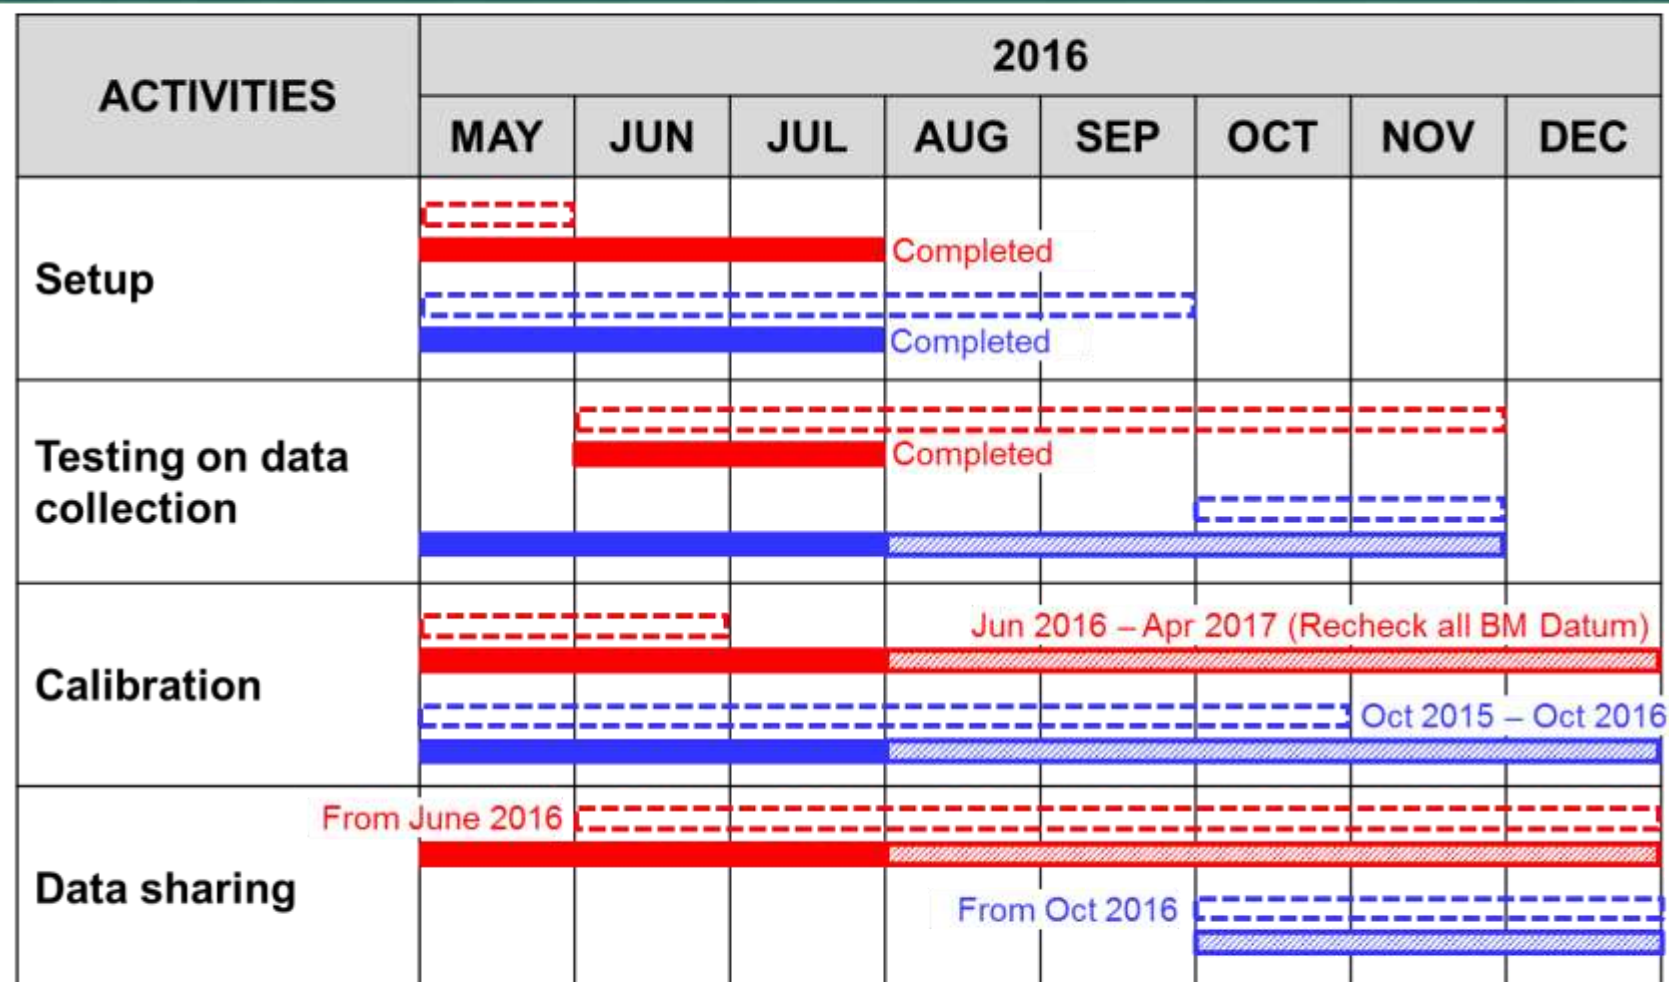 ACTIVITIES
2016
MAY JUN JUL AUG SEP OCT NOV DEC
Setup
Completed
Completed
Testing on data
collection
Completed
Calibration
Jun 2016 – Apr 2017 (Recheck all BM Datum)
Oct 2015 – Oct 2016
Data sharing
From June 2016
From Oct 2016